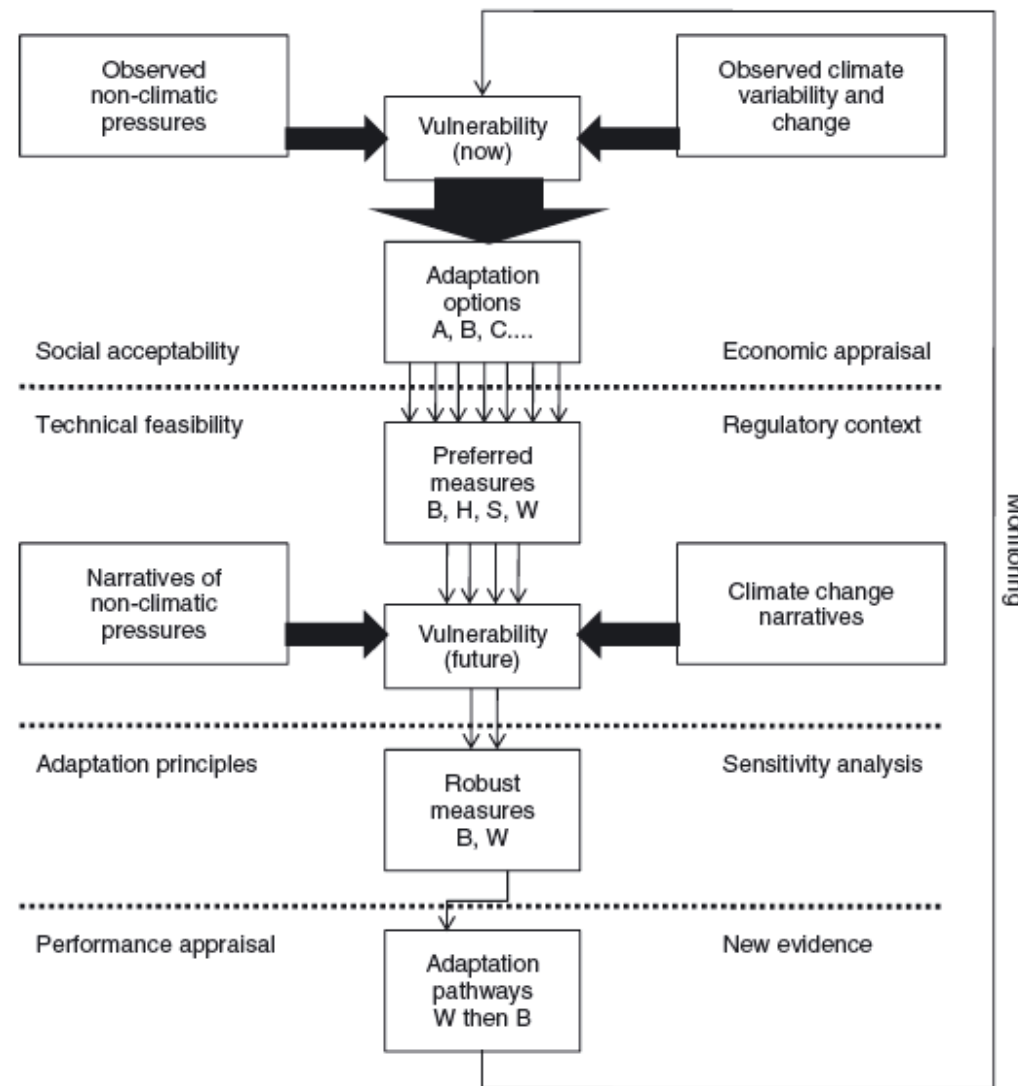 Observed
non-climatic
pressures
Vulnerability
(now)
Observed climate
variability and
change
Adaptation
options
A, B, C....
Social acceptability
Economic appraisal
Technical feasibility
Regulatory context
Preferred
measures
B, H, S, W
Narratives of
non-climatic
pressures
Vulnerability
(future)
Climate change
narratives
Monitoring
Adaptation principles
Sensitivity analysis
Robust
measures
B, W
Performance appraisal
New evidence
Adaptation
pathways
W then B